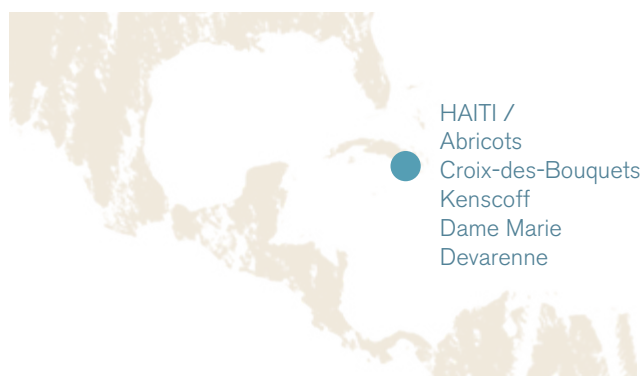 HAITI /
Abricots
Croix-des-Bouquets
Kenscoff
Dame Marie
Devarenne